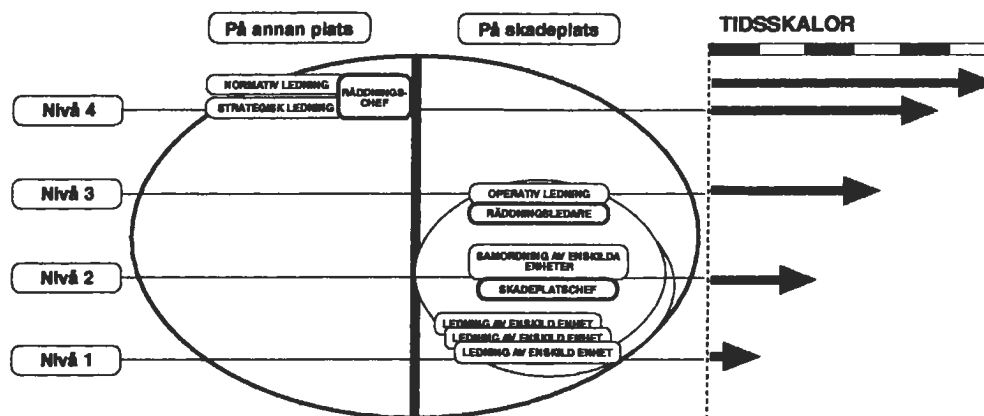 På annan plats
På skadeplats
TIDSSKALOR
NORMATIV LEDNING
STRATEGISK LEDNING
RÄDDNINGS-
CHEF
Nivå 4
Nivå 3
OPERATIV LEDNING
RÄDDNINGSLEDARE
Nivå 2
SAMORDNING AV ENSKILDA
ENHETER
SKADEPLATSCHEF
LEDNING AV ENSKILD ENHET
LEDNING AV ENSKILD ENHET
LEDNING AV ENSKILD ENHET
Nivå 1